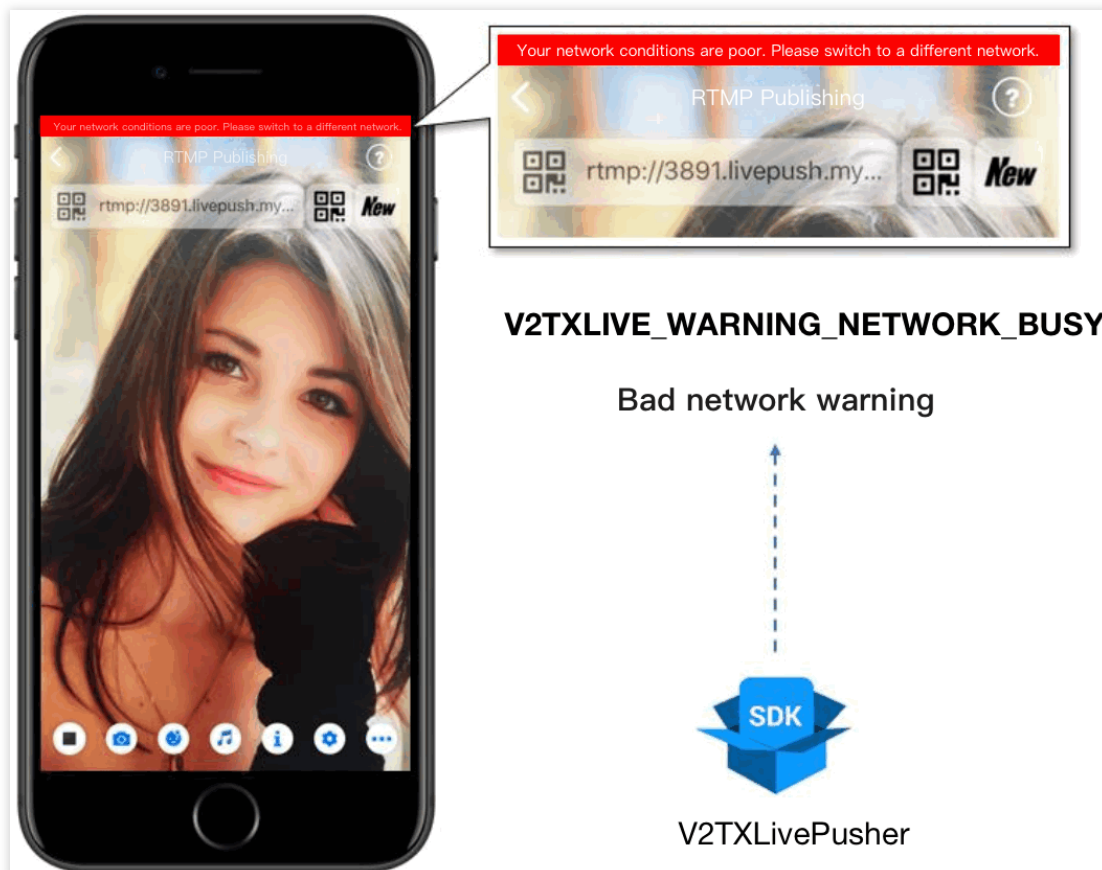 Your network conditions are poor. Please switch to a different network.
RTMP Publishing
?
rtmp://3891.livepush.my...
New
Your network conditions are poor. Please switch to a different network.
RTMP Publishing
?
rtmp://3891.livepush.my...
New
V2TXLIVE_WARNING_NETWORK_BUSY
Bad network warning
SDK
V2TXLivePusher